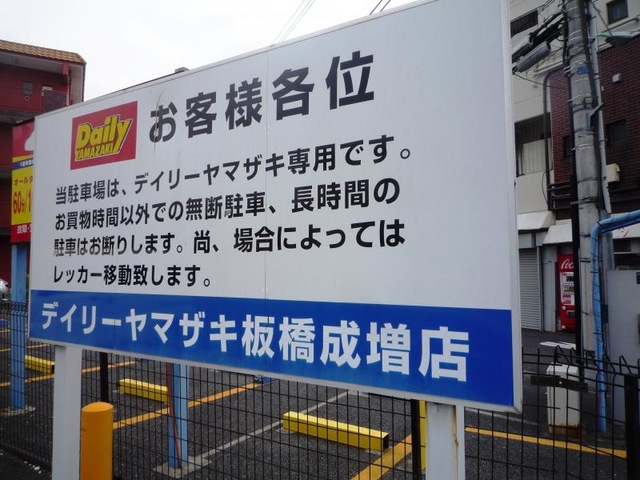 Daily
YAMAZAKI
お客様各位
当駐車場は、デイリーヤマザキ専用です。
お買物時間以外での無断駐車、長時間の
駐車はお断りします。尚、場合によっては
レッカー移動致します。
デイリーヤマザキ板橋成増店
60分